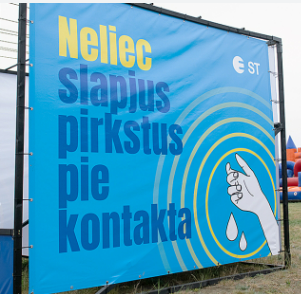 Neliec
slapjus
pirkstus
pie
kontakta
ST